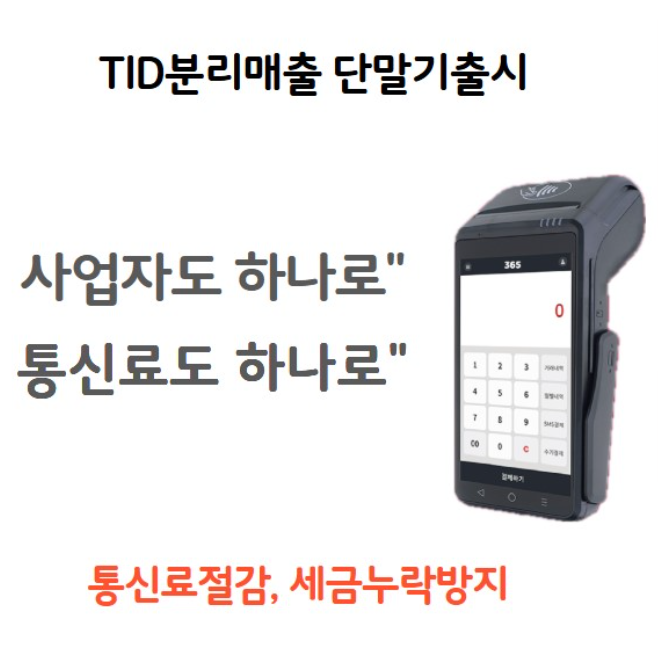 TID분리매출 단말기출시
사업자도 하나로"
통신료도 하나로"
365
0
1 2 3 거래내역
4 5 6 월별내역
7 8 9 SMS결제
00 0 C 수기결제
결제하기
통신료절감, 세금누락방지